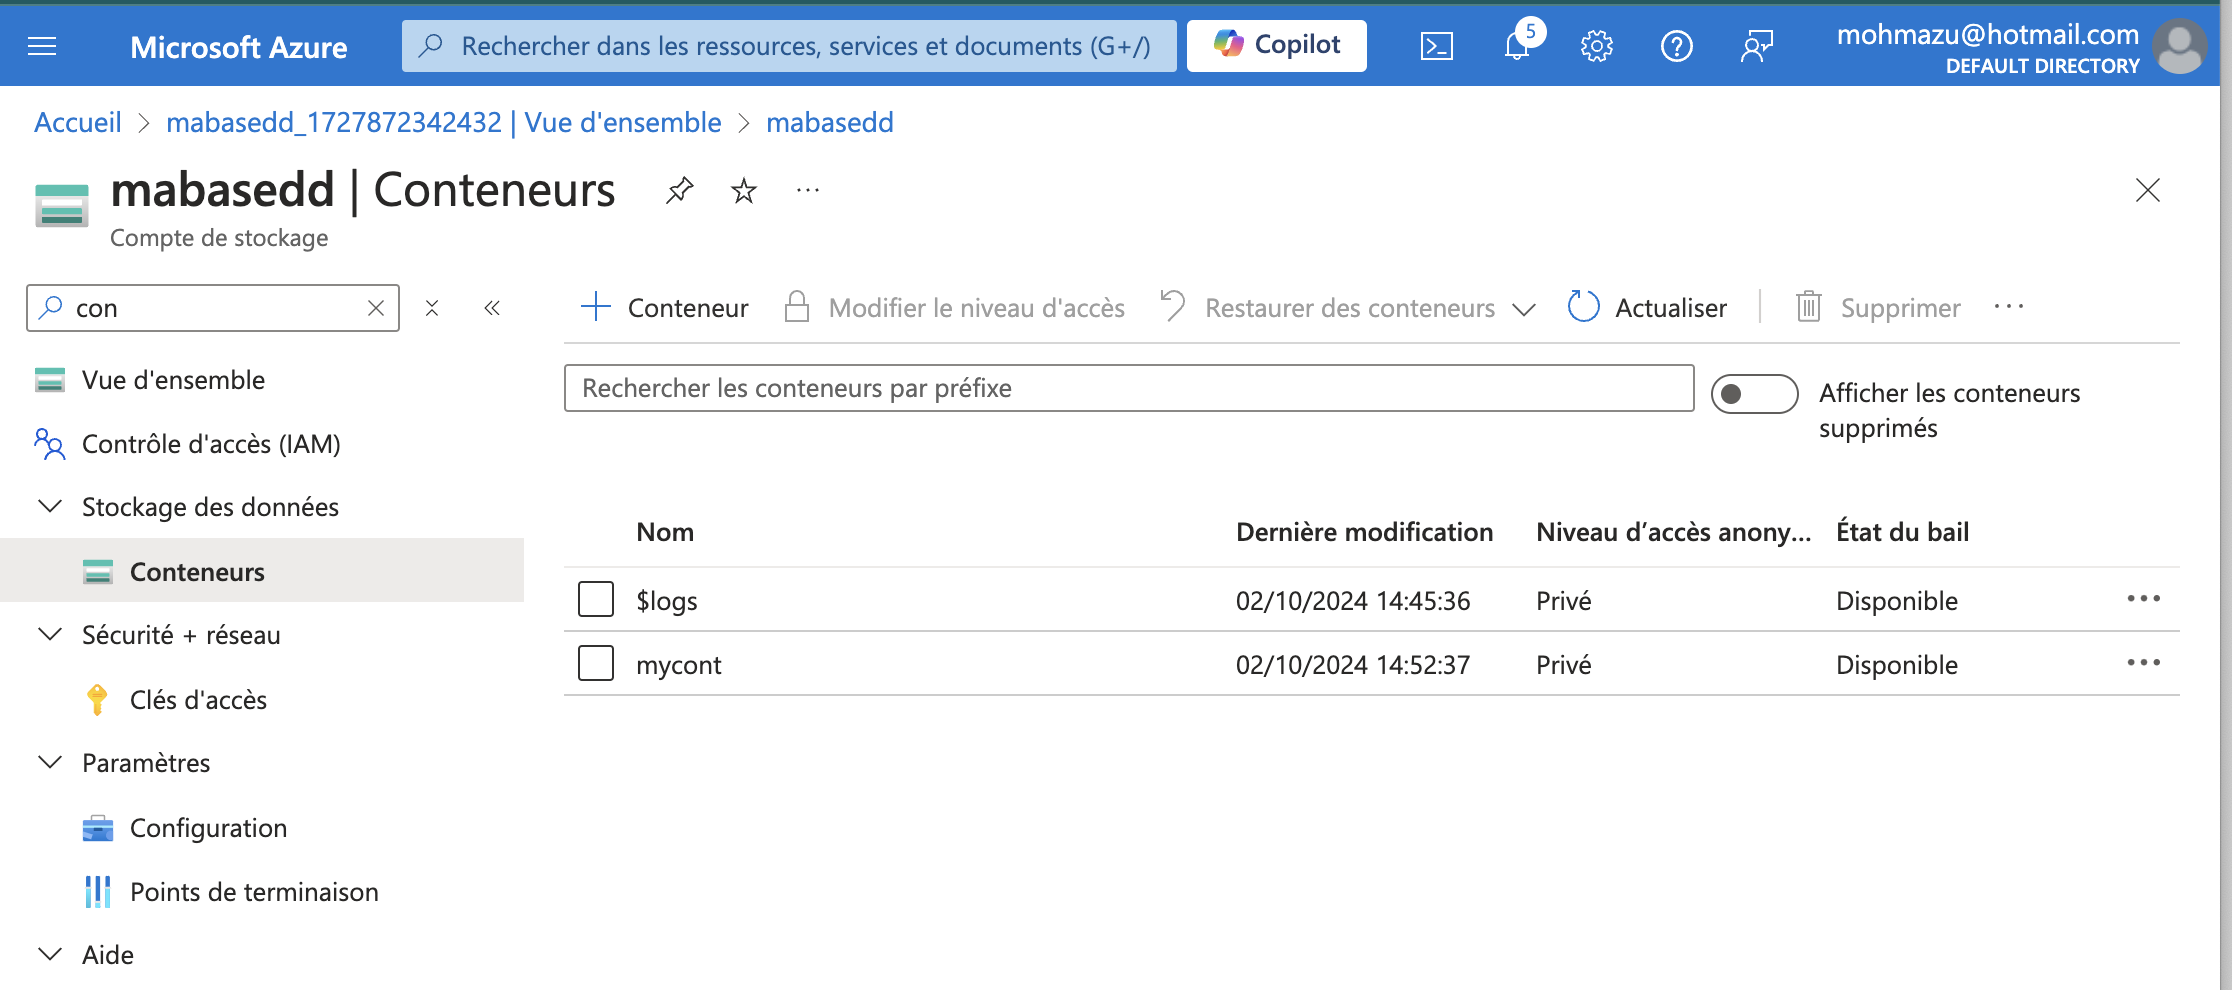 Microsoft Azure
Rechercher dans les ressources, services et documents (G+/)
Copilot
5
mohmazu@hotmail.com
DEFAULT DIRECTORY
Accueil > mabasedd_1727872342432 | Vue d'ensemble > mabasedd
mabasedd | Conteneurs
Compte de stockage
con
Vue d'ensemble
Contrôle d'accès (IAM)
Stockage des données
Conteneurs
Sécurité + réseau
Clés d'accès
Paramètres
Configuration
Points de terminaison
Aide
Conteneur
Modifier le niveau d'accès
Restaurer des conteneurs
Actualiser
Supprimer
Rechercher les conteneurs par préfixe
Afficher les conteneurs
supprimés
Nom Dernière modification Niveau d’accès anony... État du bail
$logs 02/10/2024 14:45:36 Privé Disponible
mycont 02/10/2024 14:52:37 Privé Disponible